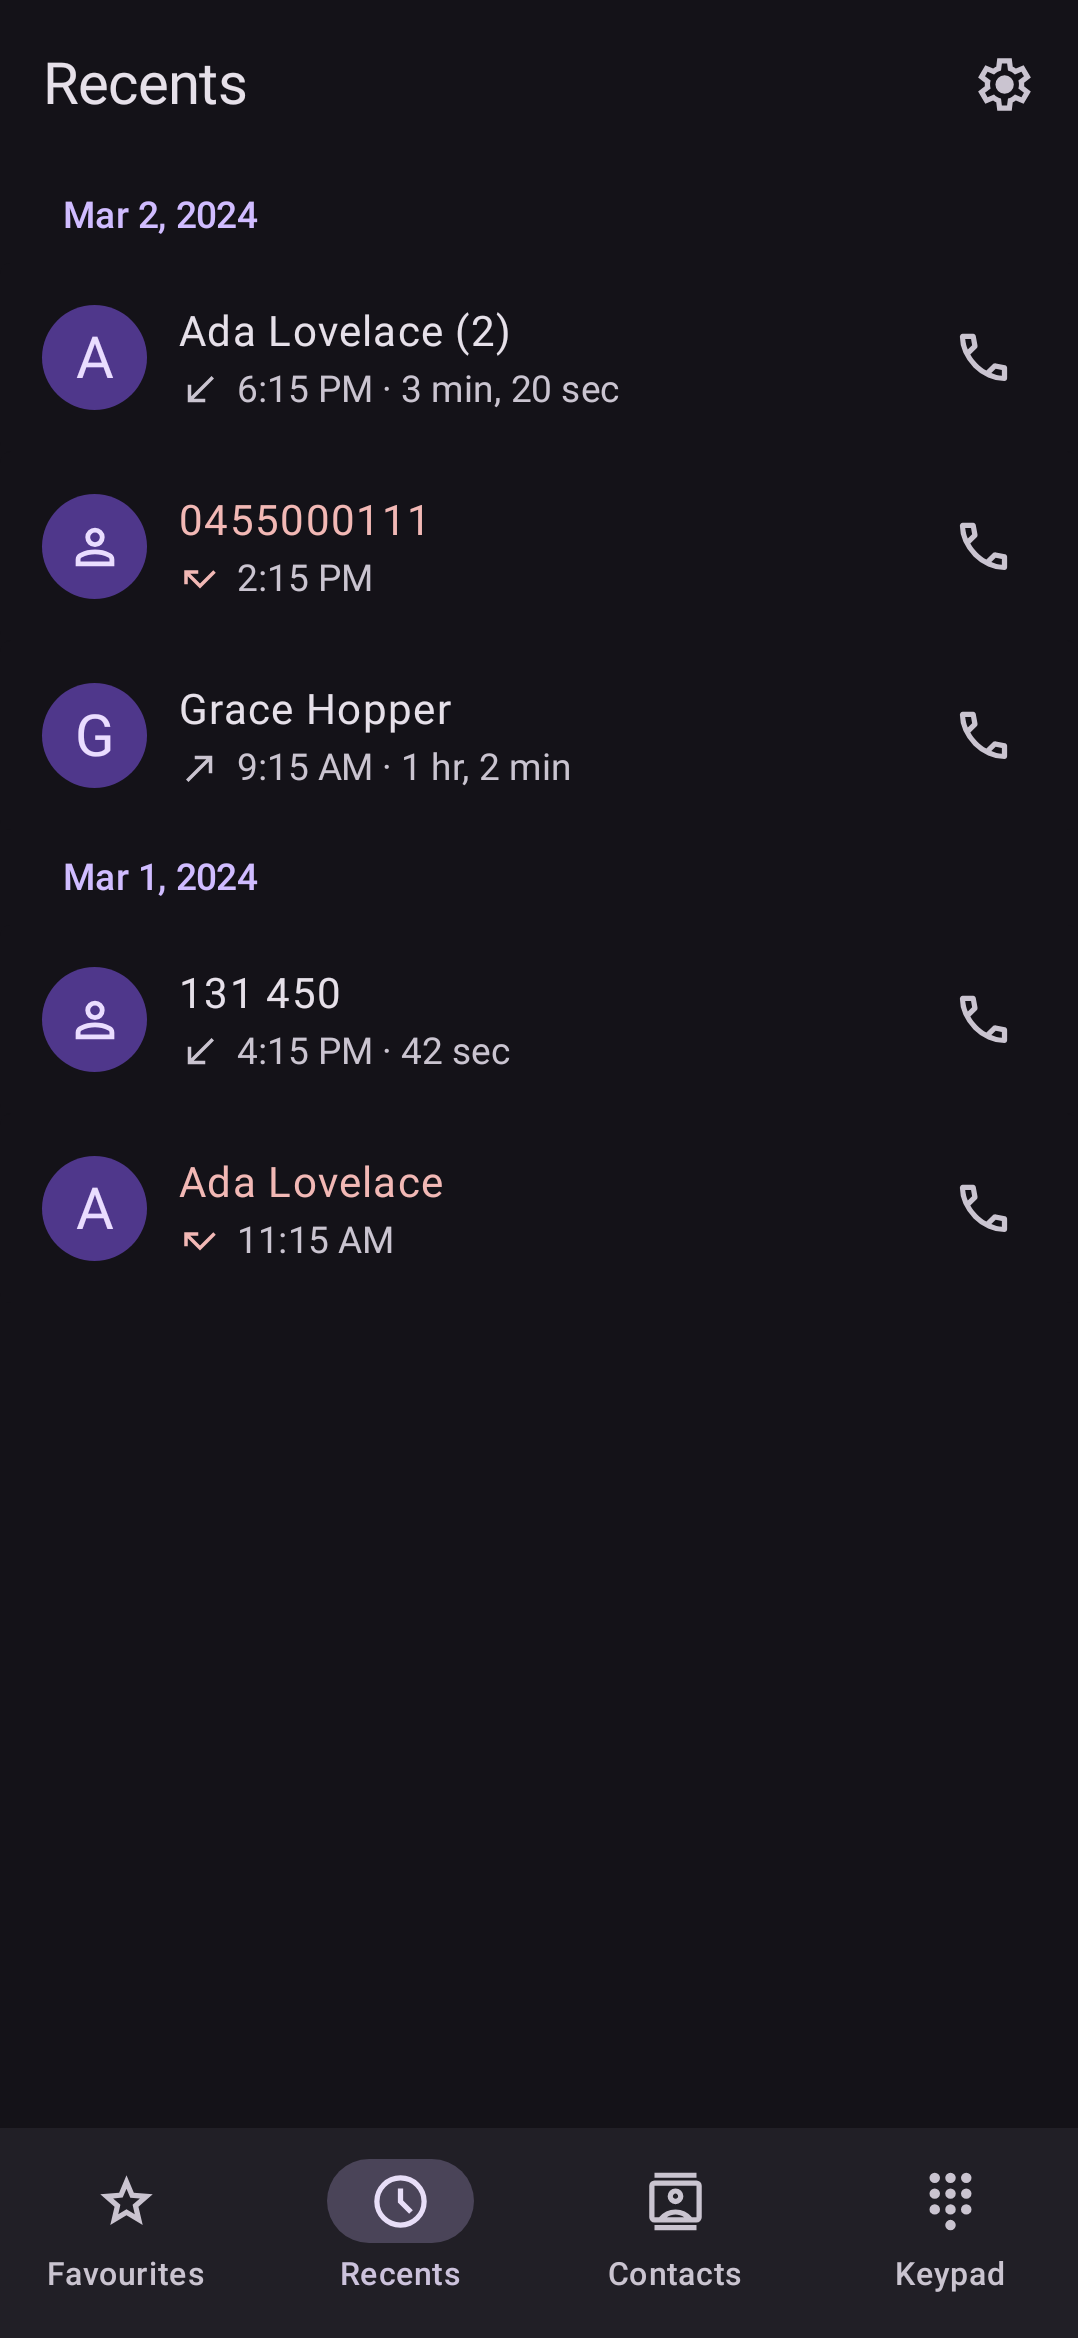 Recents
Mar 2, 2024
A
Ada Lovelace (2)
6:15 PM · 3 min, 20 sec
0455000111
2:15 PM
G
Grace Hopper
9:15 AM · 1 hr, 2 min
Mar 1, 2024
131 450
4:15 PM · 42 sec
A
Ada Lovelace
11:15 AM
Favourites
Recents
Contacts
Keypad